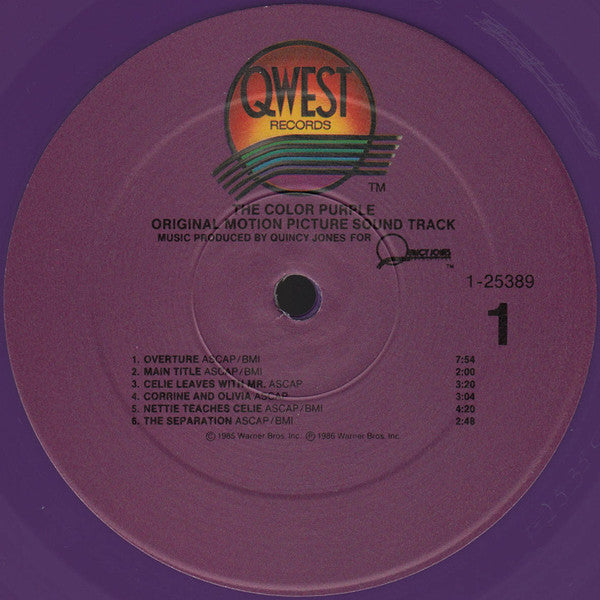 QWEST
RECORDS
TM
THE COLOR PURPLE
ORIGINAL MOTION PICTURE SOUND TRACK
MUSIC PRODUCED BY QUINCY JONES FOR QUINCY JONES
TM
1-25389
1
1. OVERTURE ASCAP/BMI 7:54
2. MAIN TITLE ASCAP/BMI 2:00
3. CELIE LEAVES WITH MR. ASCAP 3:20
4. CORRINE AND OLIVIA ASCAP 3:04
5. NETTIE TEACHES CELIE ASCAP/BMI 4:20
6. THE SEPARATION ASCAP/BMI 2:48
© 1985 Warner Bros. Inc. ℗ 1986 Warner Bros. Inc.